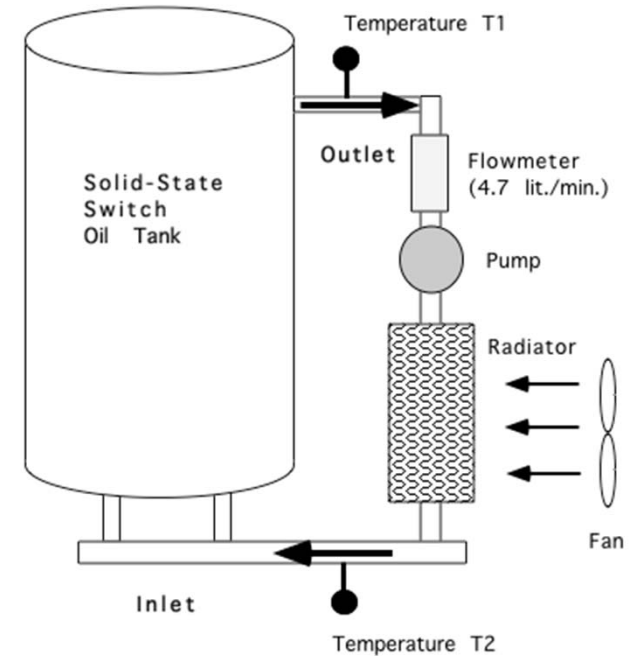 Temperature T1
Outlet
Flowmeter
(4.7 lit./min.)
Solid-State
Switch
Oil Tank
Pump
Radiator
Fan
Inlet
Temperature T2